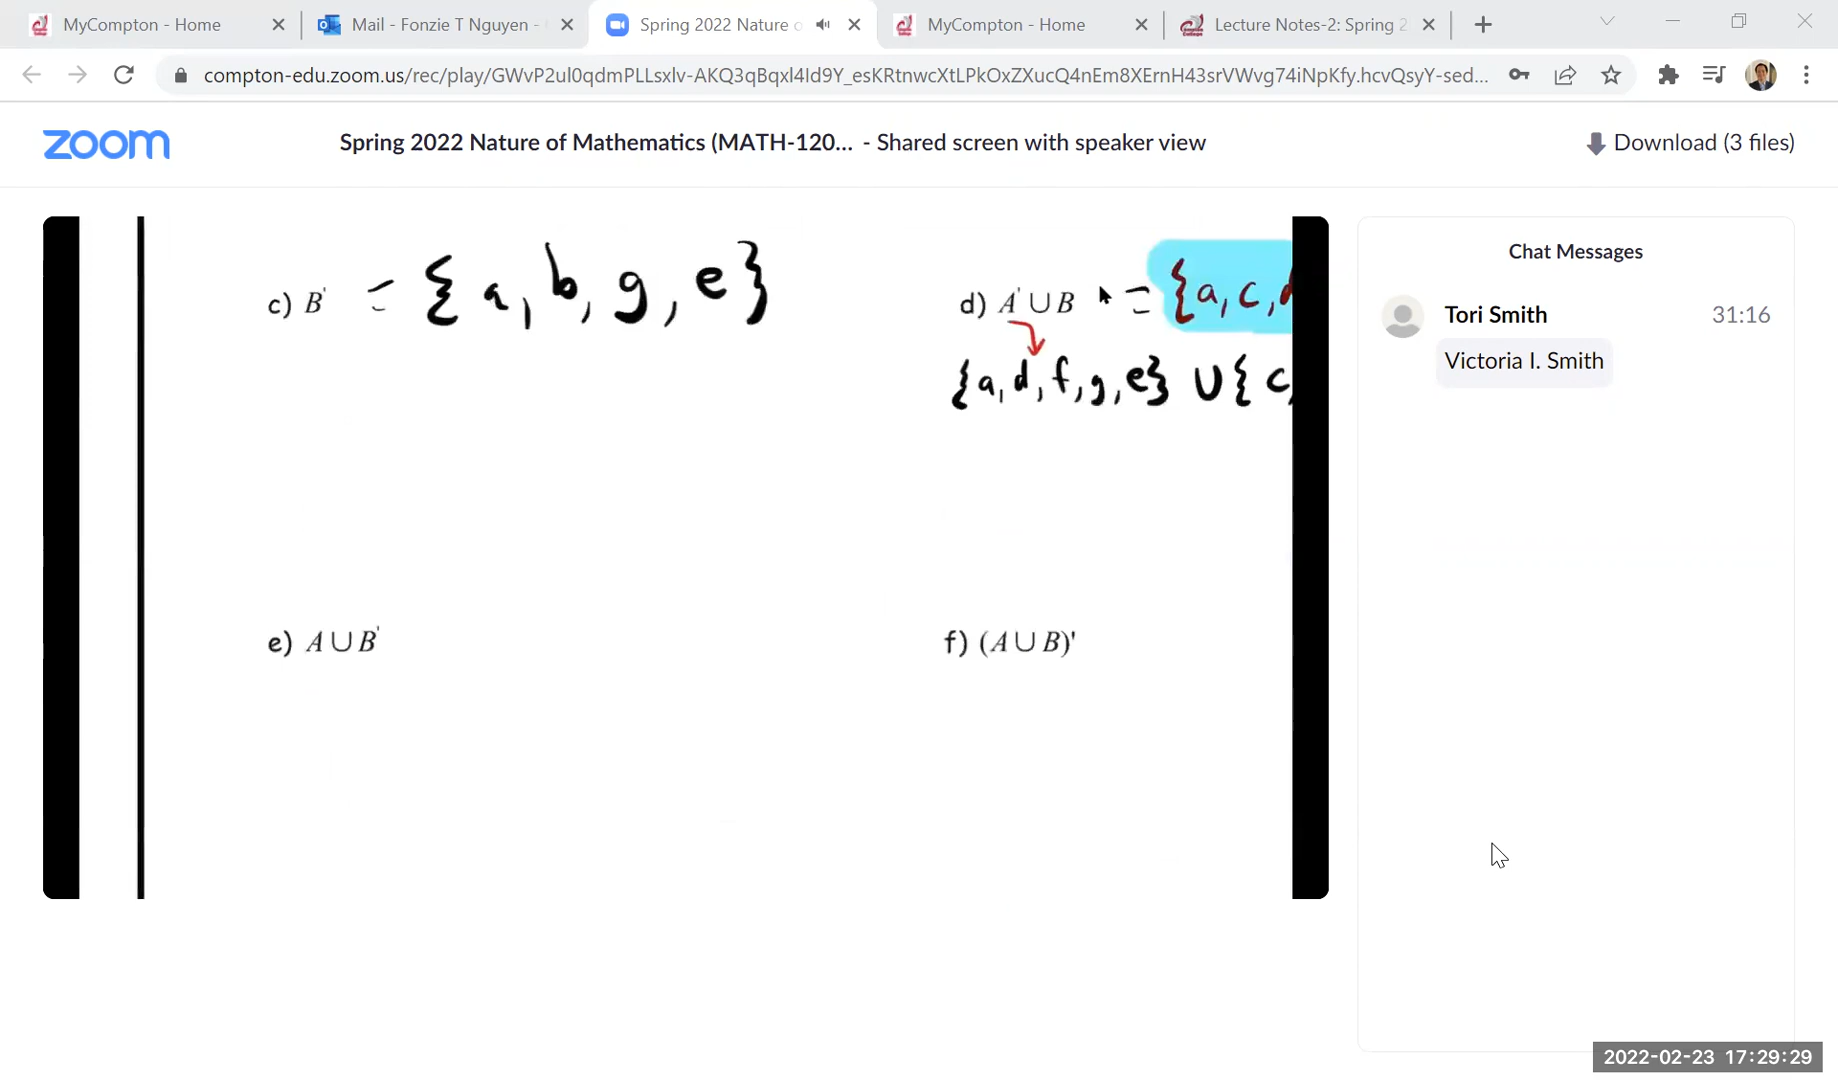 MyCompton - Home
Mail - Fonzie T Nguyen -
Spring 2022 Nature o
MyCompton - Home
Lecture Notes-2: Spring 2
compton-edu.zoom.us/rec/play/GWvP2ul0qdmPLLsxlv-AKQ3qBqxl4Id9Y_esKRtnwcXtLPkOxZXucQ4nEm8XErnH43srVWvg74iNpKfy.hcvQsyY-sed...
zoom
Spring 2022 Nature of Mathematics (MATH-120... - Shared screen with speaker view
Download (3 files)
c) B' = {a, b, g, e}
d) A' ∪ B = {a, c, d
{a, d, f, g, e} ∪ { c,
e) A ∪ B'
f) (A ∪ B)'
Chat Messages
Tori Smith 31:16
Victoria I. Smith
2022-02-23 17:29:29